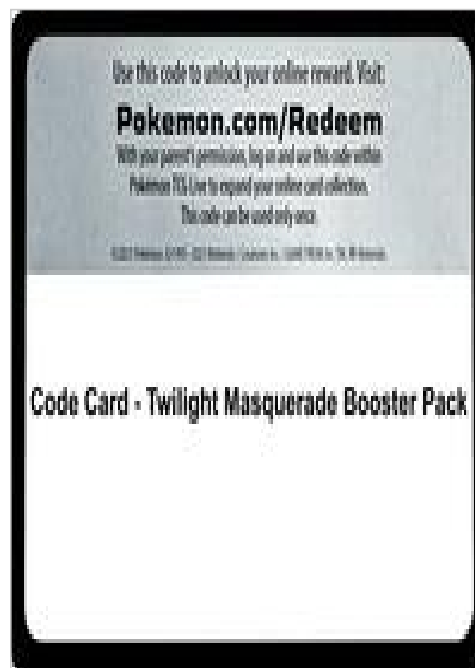 Use this code to unlock your online reward. Visit:
Pokemon.com/Redeem
With your parent's permission, log on and use this code within
Pokémon TCG Live to expand your online card collection.
This code can be used only once.
Code Card - Twilight Masquerade Booster Pack